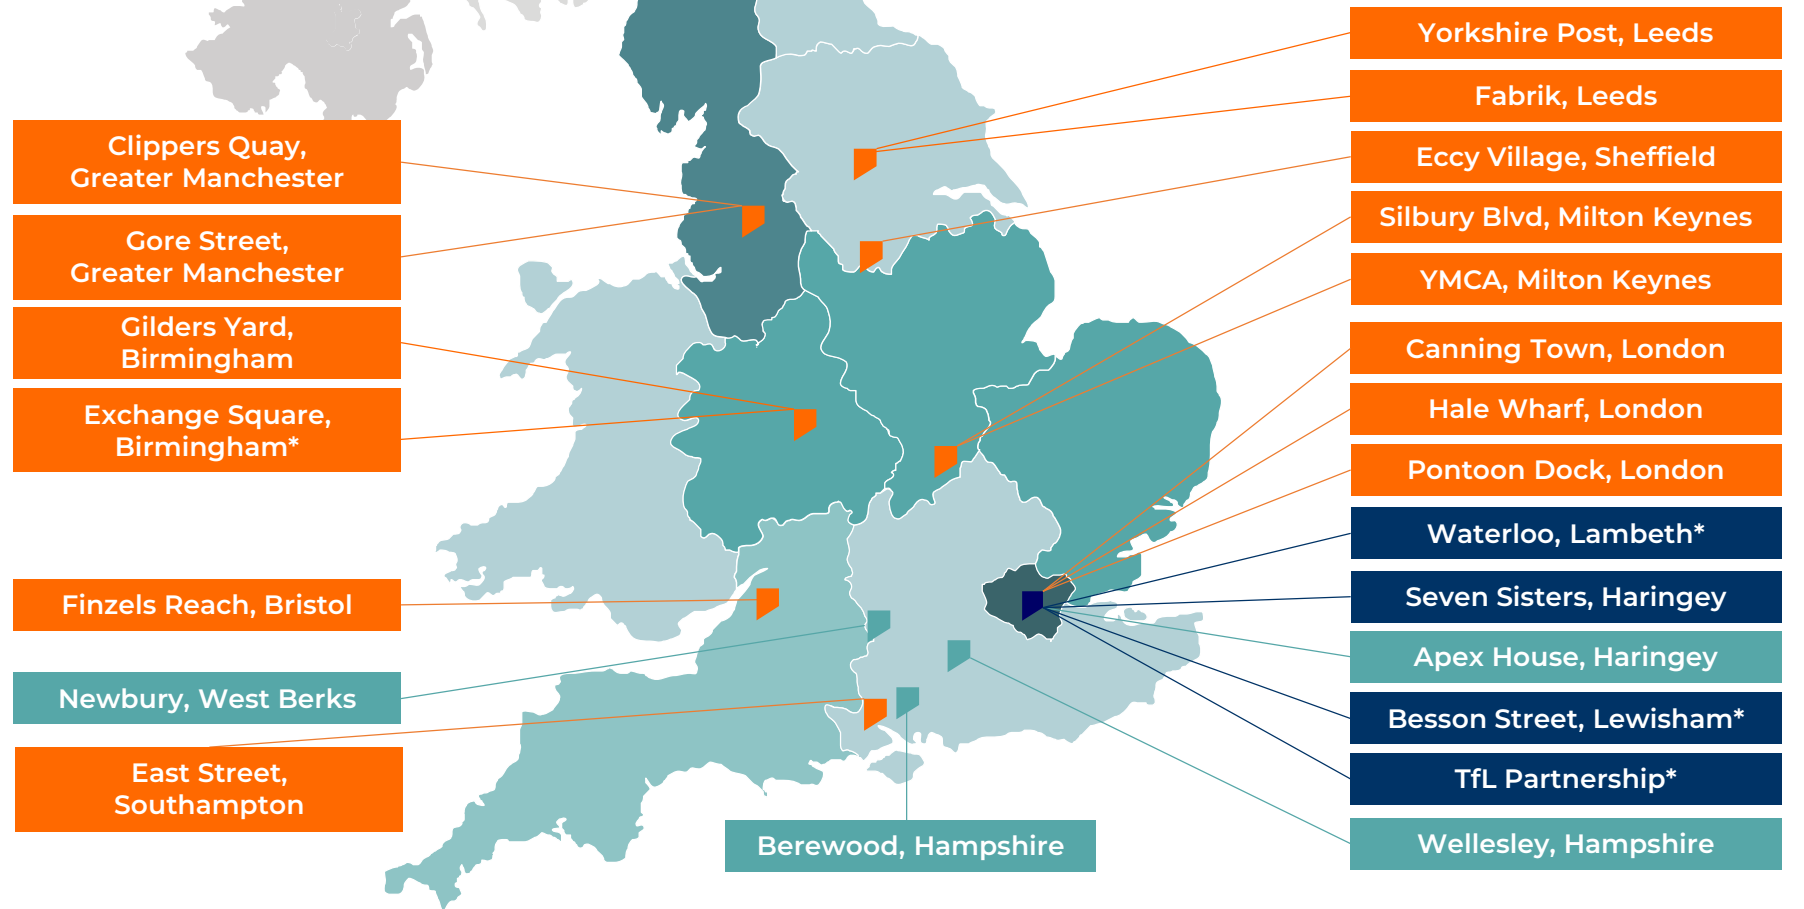 Clippers Quay,
Greater Manchester
Gore Street,
Greater Manchester
Gilders Yard,
Birmingham
Exchange Square,
Birmingham*
Finzels Reach, Bristol
Newbury, West Berks
East Street,
Southampton
Berewood, Hampshire
Yorkshire Post, Leeds
Fabrik, Leeds
Eccy Village, Sheffield
Silbury Blvd, Milton Keynes
YMCA, Milton Keynes
Canning Town, London
Hale Wharf, London
Pontoon Dock, London
Waterloo, Lambeth*
Seven Sisters, Haringey
Apex House, Haringey
Besson Street, Lewisham*
TfL Partnership*
Wellesley, Hampshire